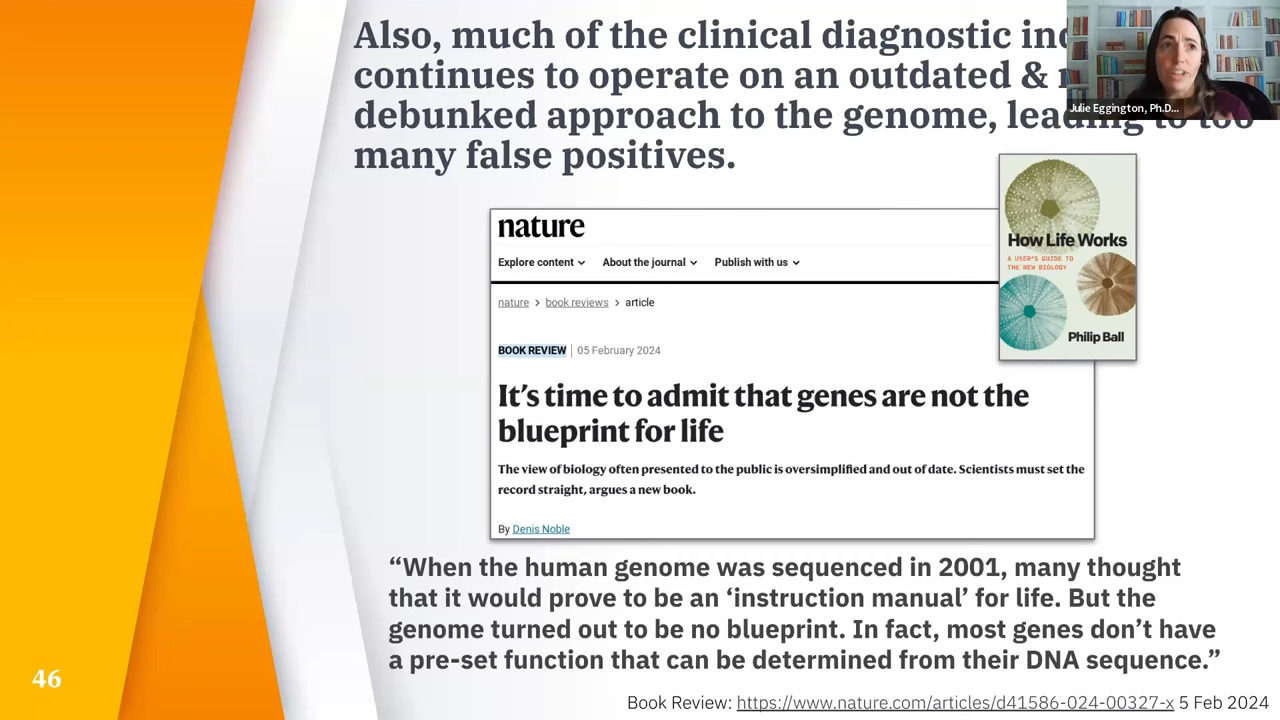 Also, much of the clinical diagnostic
continues to operate on an outdated &
debunked approach to the genome, leading to too
many false positives.
Julie Eggington, Ph.D...
nature
Explore content About the journal Publish with us
nature > book reviews > article
BOOK REVIEW | 05 February 2024
It's time to admit that genes are not the
blueprint for life
The view of biology often presented to the public is oversimplified and out of date. Scientists must set the
record straight, argues a new book.
By Denis Noble
How Life Works
A USER'S GUIDE TO
THE NEW BIOLOGY
Philip Ball
“When the human genome was sequenced in 2001, many thought
that it would prove to be an ‘instruction manual’ for life. But the
genome turned out to be no blueprint. In fact, most genes don’t have
a pre-set function that can be determined from their DNA sequence.”
46
Book Review: https://www.nature.com/articles/d41586-024-00327-x 5 Feb 2024